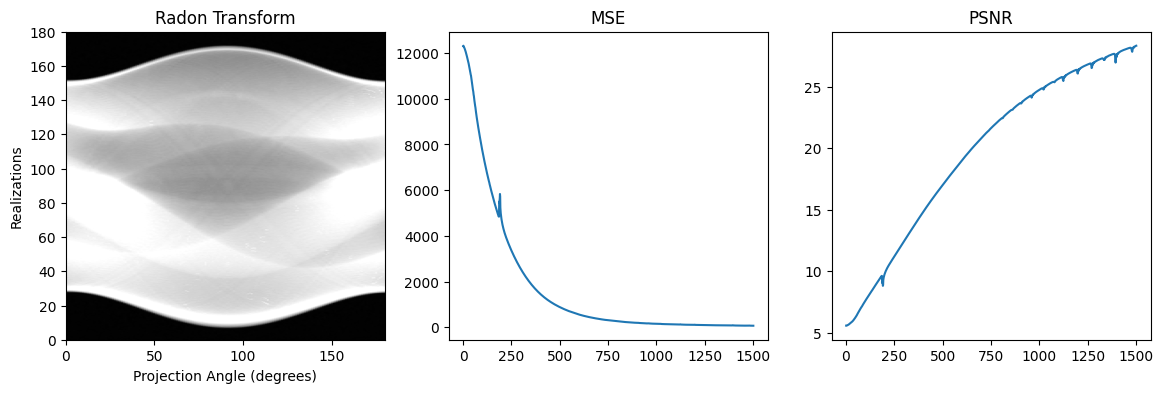 Radon Transform
180
160
140
120
100
80
60
40
20
0
Realizations
0 50 100 150
Projection Angle (degrees)
MSE
12000
10000
8000
6000
4000
2000
0
0 250 500 750 1000 1250 1500
PSNR
25
20
15
10
5
0 250 500 750 1000 1250 1500